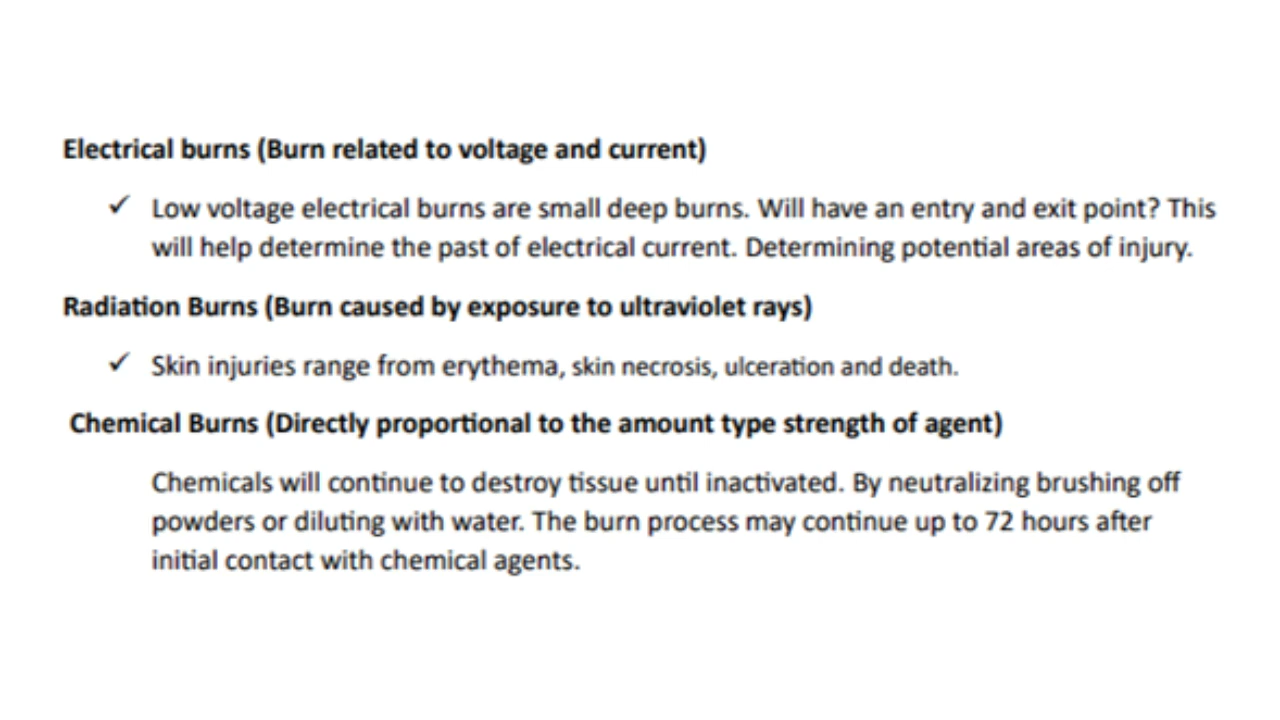 Electrical burns (Burn related to voltage and current)
✓ Low voltage electrical burns are small deep burns. Will have an entry and exit point? This
will help determine the past of electrical current. Determining potential areas of injury.
Radiation Burns (Burn caused by exposure to ultraviolet rays)
✓ Skin injuries range from erythema, skin necrosis, ulceration and death.
Chemical Burns (Directly proportional to the amount type strength of agent)
Chemicals will continue to destroy tissue until inactivated. By neutralizing brushing off
powders or diluting with water. The burn process may continue up to 72 hours after
initial contact with chemical agents.